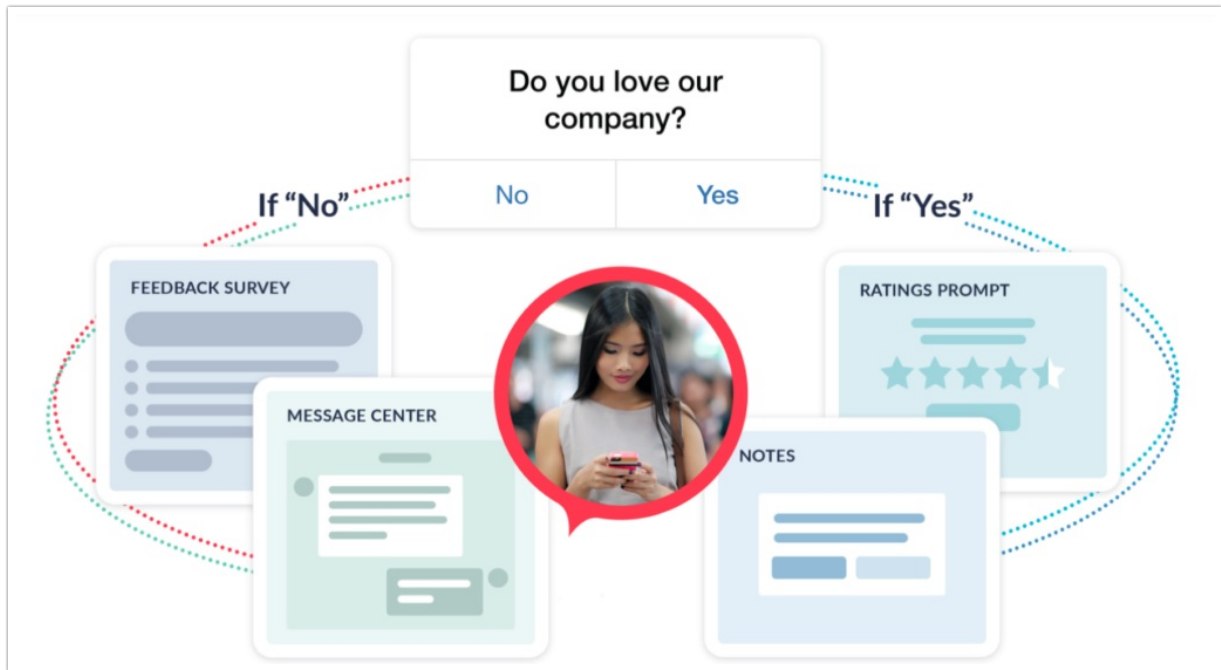 Do you love our
company?
No
Yes
If “No”
If “Yes”
FEEDBACK SURVEY
RATINGS PROMPT
MESSAGE CENTER
NOTES